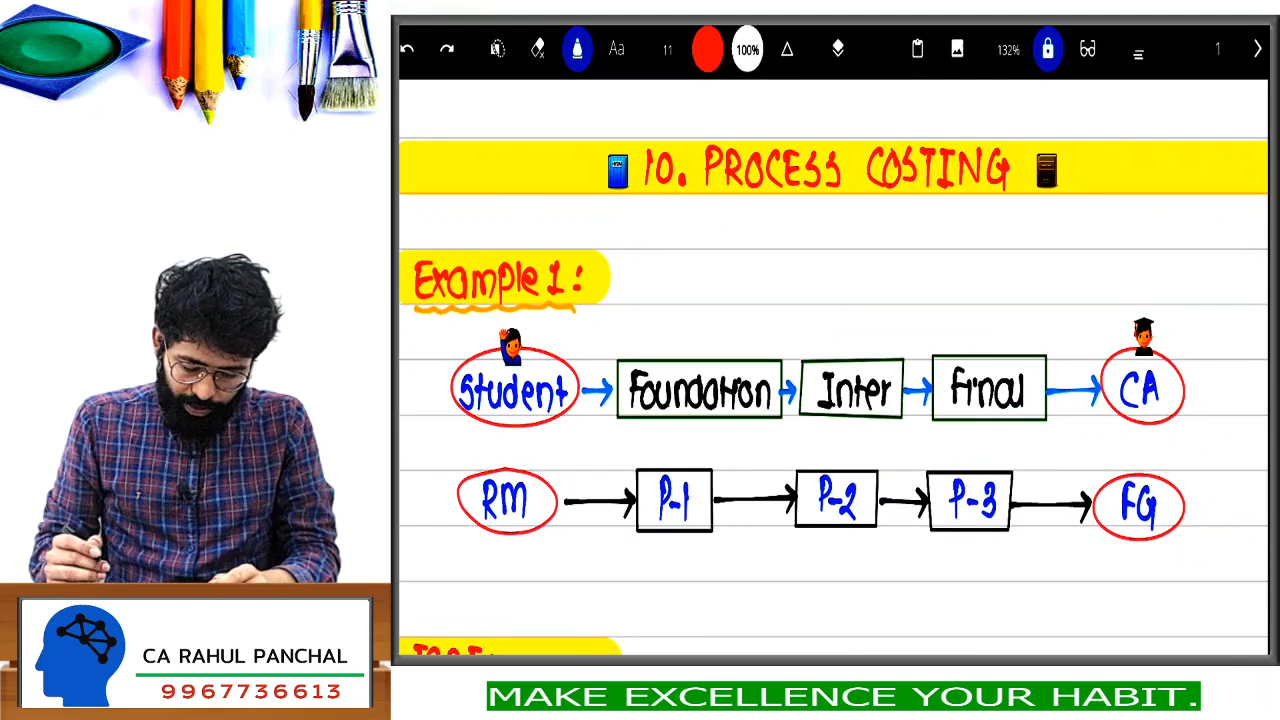 Aa 11 100% 132% 1
10. PROCESS COSTING
Example 1:
Student Foundation Inter Final CA
RM P-1 P-2 P-3 FG
CA RAHUL PANCHAL
9967736613
MAKE EXCELLENCE YOUR HABIT.